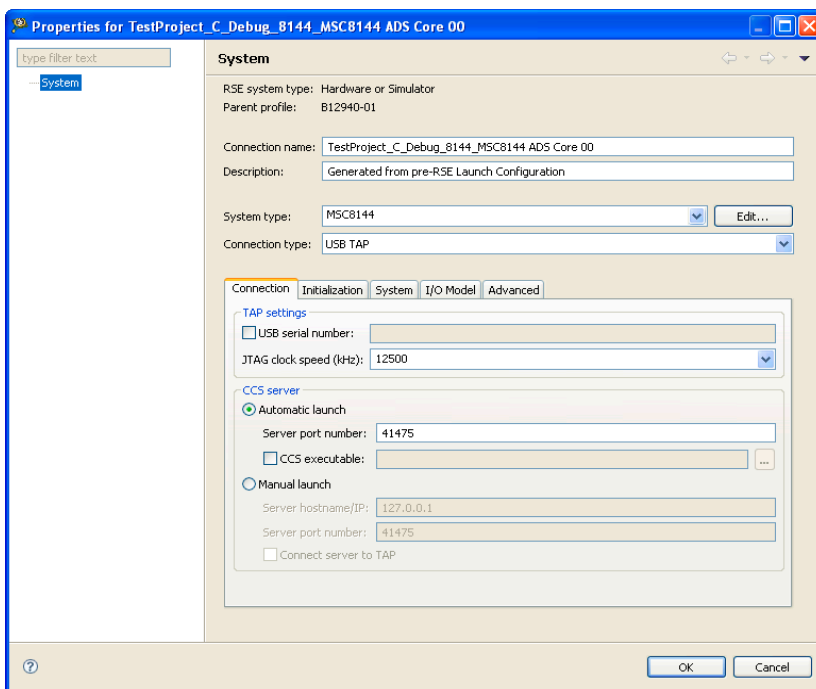 Properties for TestProject_C_Debug_8144_MSC8144 ADS Core 00
type filter text
System
System
RSE system type: Hardware or Simulator
Parent profile: B12940-01
Connection name: TestProject_C_Debug_8144_MSC8144 ADS Core 00
Description: Generated from pre-RSE Launch Configuration
System type: MSC8144 Edit...
Connection type: USB TAP
Connection Initialization System I/O Model Advanced
TAP settings
USB serial number:
JTAG clock speed (kHz): 12500
CCS server
Automatic launch
Server port number: 41475
CCS executable: ...
Manual launch
Server hostname/IP: 127.0.0.1
Server port number: 41475
Connect server to TAP
? OK Cancel